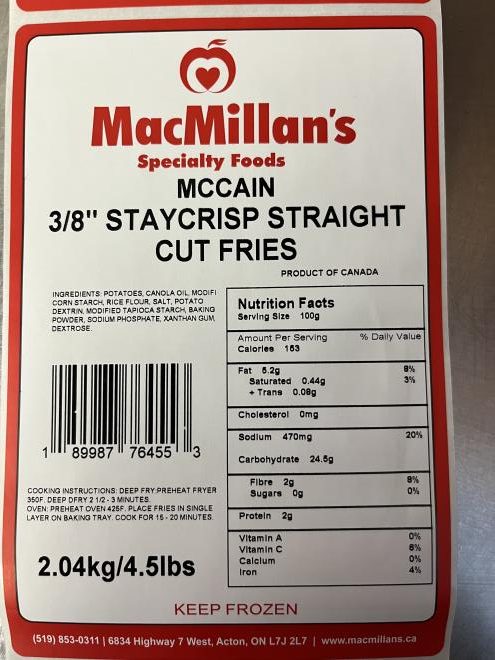 MacMillan's
Specialty Foods
MCCAIN
3/8" STAYCRISP STRAIGHT
CUT FRIES
PRODUCT OF CANADA
INGREDIENTS: POTATOES, CANOLA OIL, MODIFI
CORN STARCH, RICE FLOUR, SALT, POTATO
DEXTRIN, MODIFIED TAPIOCA STARCH, BAKING
POWDER, SODIUM PHOSPHATE, XANTHAN GUM,
DEXTROSE.
1 89987 76455 3
COOKING INSTRUCTIONS: DEEP FRY:PREHEAT FRYER
350F. DEEP DFRY 2 1/2 - 3 MINUTES.
OVEN: PREHEAT OVEN 425F. PLACE FRIES IN SINGLE
LAYER ON BAKING TRAY. COOK FOR 15 - 20 MINUTES.
2.04kg/4.5lbs
Nutrition Facts
Serving Size 100g
Amount Per Serving % Daily Value
Calories 163
Fat 6.2g 8%
Saturated 0.44g 3%
+ Trans 0.08g
Cholesterol 0mg
Sodium 470mg 20%
Carbohydrate 24.5g
Fibre 2g 8%
Sugars 0g 0%
Protein 2g
Vitamin A 0%
Vitamin C 6%
Calcium 0%
Iron 4%
KEEP FROZEN
(519) 853-0311 | 6834 Highway 7 West, Acton, ON L7J 2L7 | www.macmillans.ca